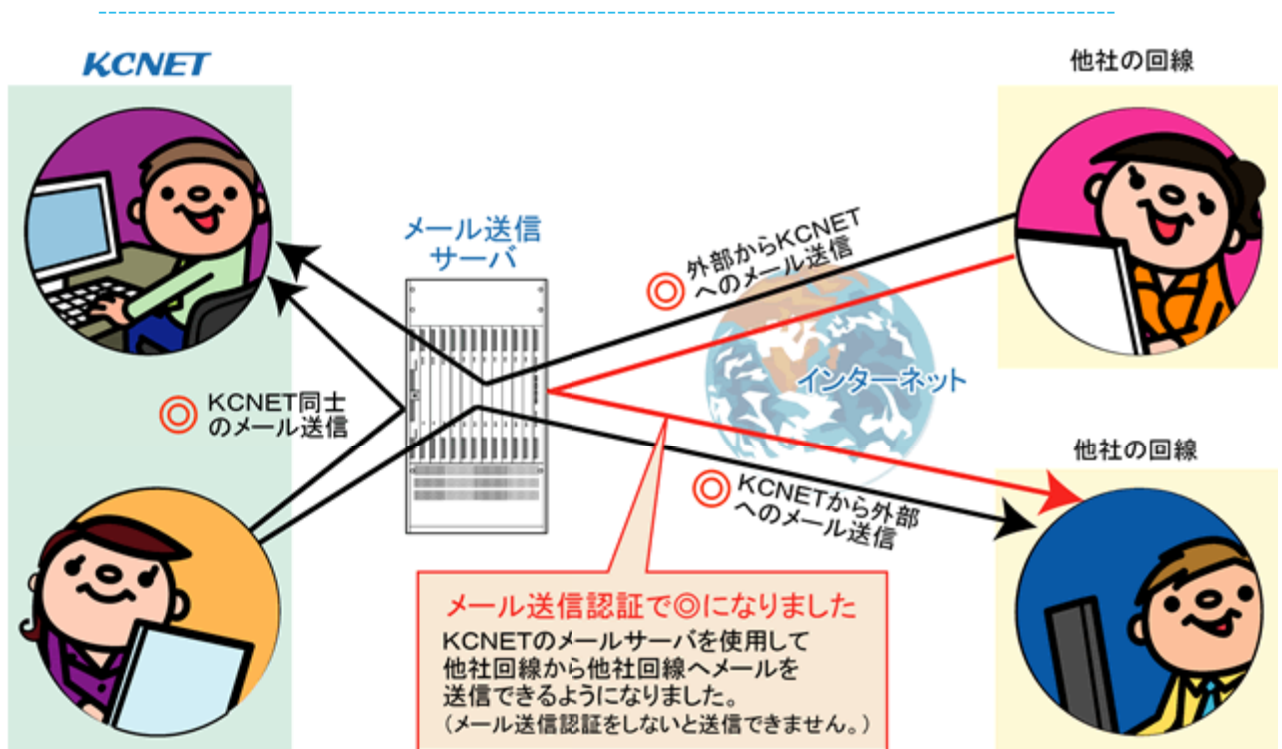 KCNET
他社の回線
メール送信
サーバ
外部からKCNET
へのメール送信
インターネット
KCNET同士
のメール送信
他社の回線
KCNETから外部
へのメール送信
メール送信認証で◎になりました
KCNETのメールサーバを使用して
他社回線から他社回線へメールを
送信できるようになりました。
(メール送信認証をしないと送信できません。)